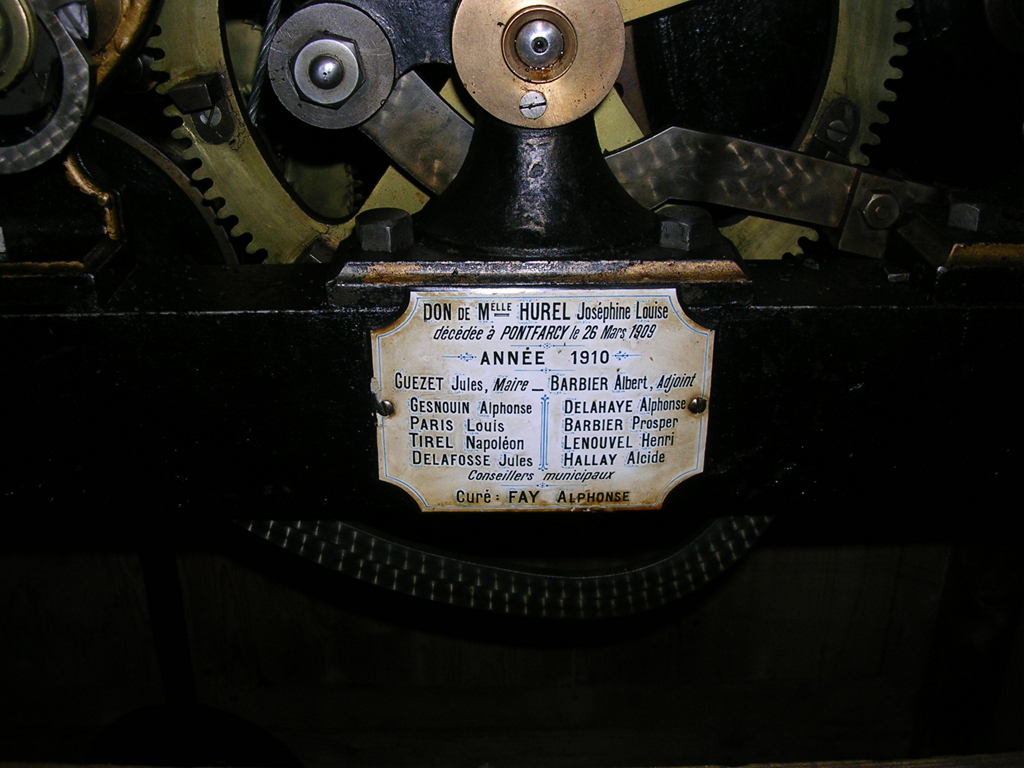 DON DE MELLE HUREL Joséphine Louise
décédée à PONTFARCY le 26 Mars 1909
ANNÉE 1910
GUEZET Jules, Maire _ BARBIER Albert, Adjoint
GESNOUIN Alphonse DELAHAYE Alphonse
PARIS Louis BARBIER Prosper
TIREL Napoléon LENOUVEL Henri
DELAFOSSE Jules HALLAY Alcide
Conseillers municipaux
Curé: FAY ALPHONSE